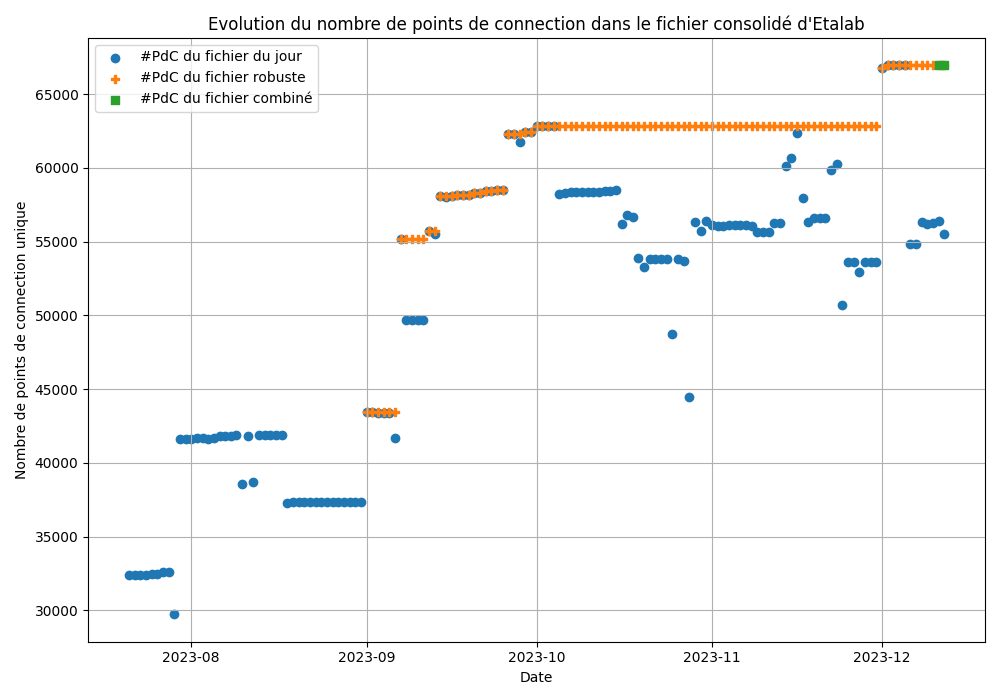 Evolution du nombre de points de connection dans le fichier consolidé d'Etalab
#PdC du fichier du jour
#PdC du fichier robuste
#PdC du fichier combiné
65000
60000
55000
50000
45000
40000
35000
30000
Nombre de points de connection unique
2023-08
2023-09
2023-10
2023-11
2023-12
Date